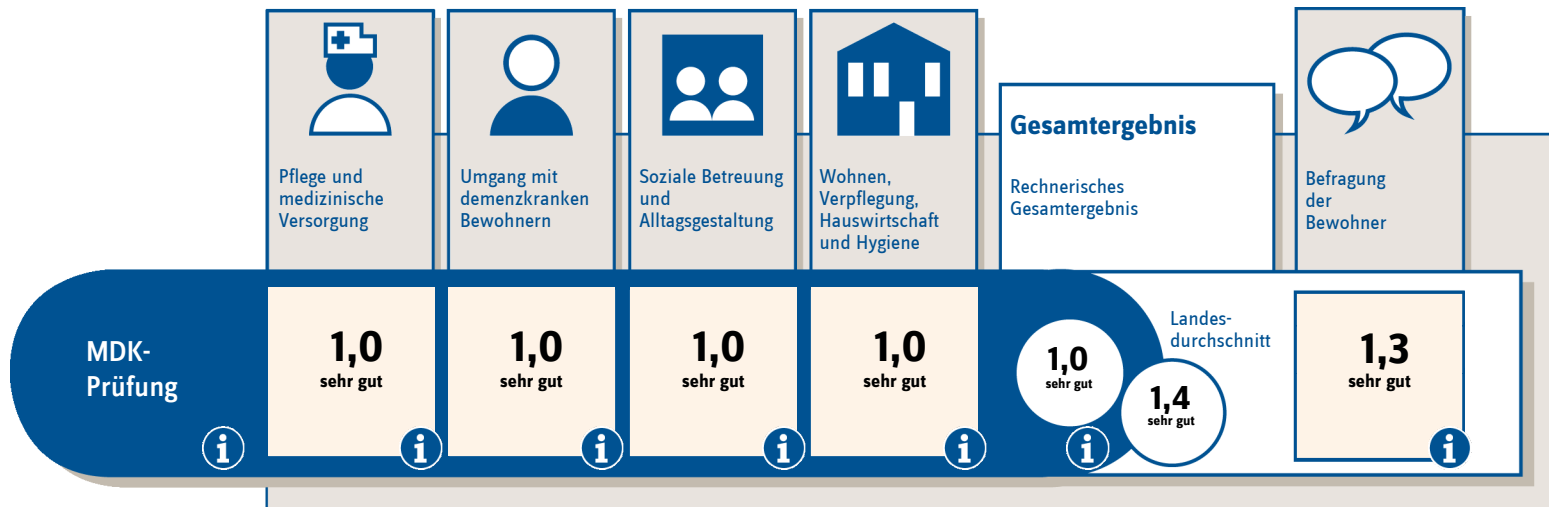 Pflege und
medizinische
Versorgung
Umgang mit
demenzkranken
Bewohnern
Soziale Betreuung
und
Alltagsgestaltung
Wohnen,
Verpflegung,
Hauswirtschaft
und Hygiene
Gesamtergebnis
Rechnerisches
Gesamtergebnis
Befragung
der
Bewohner
MDK-
Prüfung
i
1,0
sehr gut
i
1,0
sehr gut
i
1,0
sehr gut
i
1,0
sehr gut
i
1,0
sehr gut
i
Landes-
durchschnitt
1,4
sehr gut
1,3
sehr gut
i